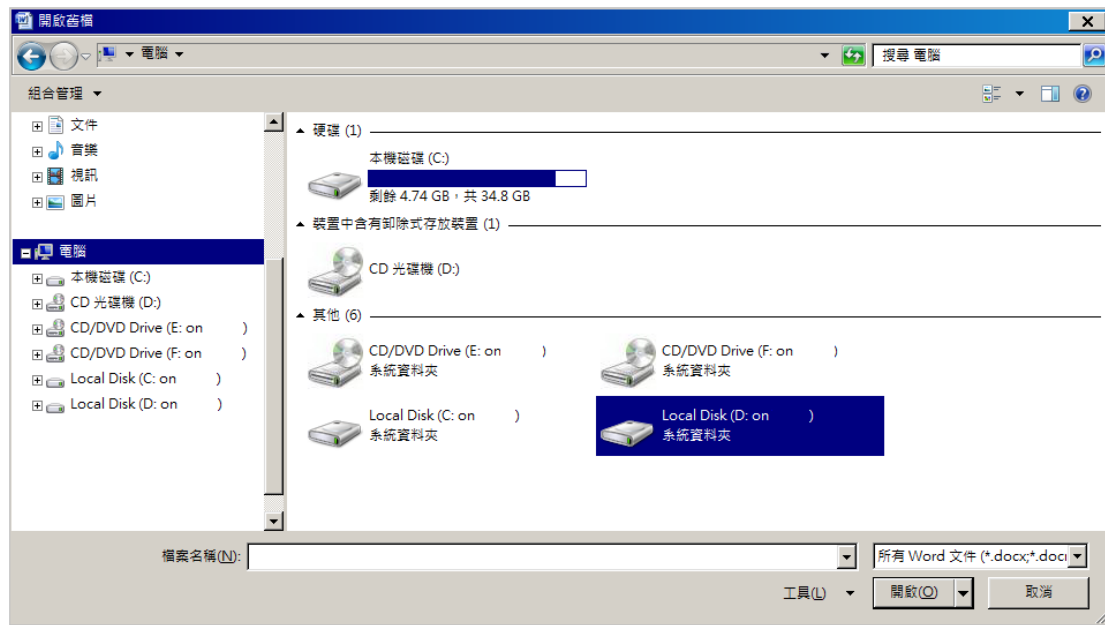 開啟舊檔
電腦
搜尋 電腦
組合管理
文件
音樂
視訊
圖片
電腦
本機磁碟 (C:)
CD 光碟機 (D:)
CD/DVD Drive (E: on )
CD/DVD Drive (F: on )
Local Disk (C: on )
Local Disk (D: on )
硬碟 (1)
本機磁碟 (C:)
剩餘 4.74 GB,共 34.8 GB
裝置中含有卸除式存放裝置 (1)
CD 光碟機 (D:)
其他 (6)
CD/DVD Drive (E: on )
系統資料夾
CD/DVD Drive (F: on )
系統資料夾
Local Disk (C: on )
系統資料夾
Local Disk (D: on )
系統資料夾
檔案名稱(N):
所有 Word 文件 (*.docx;*.docı
工具(L)
開啟(O)
取消